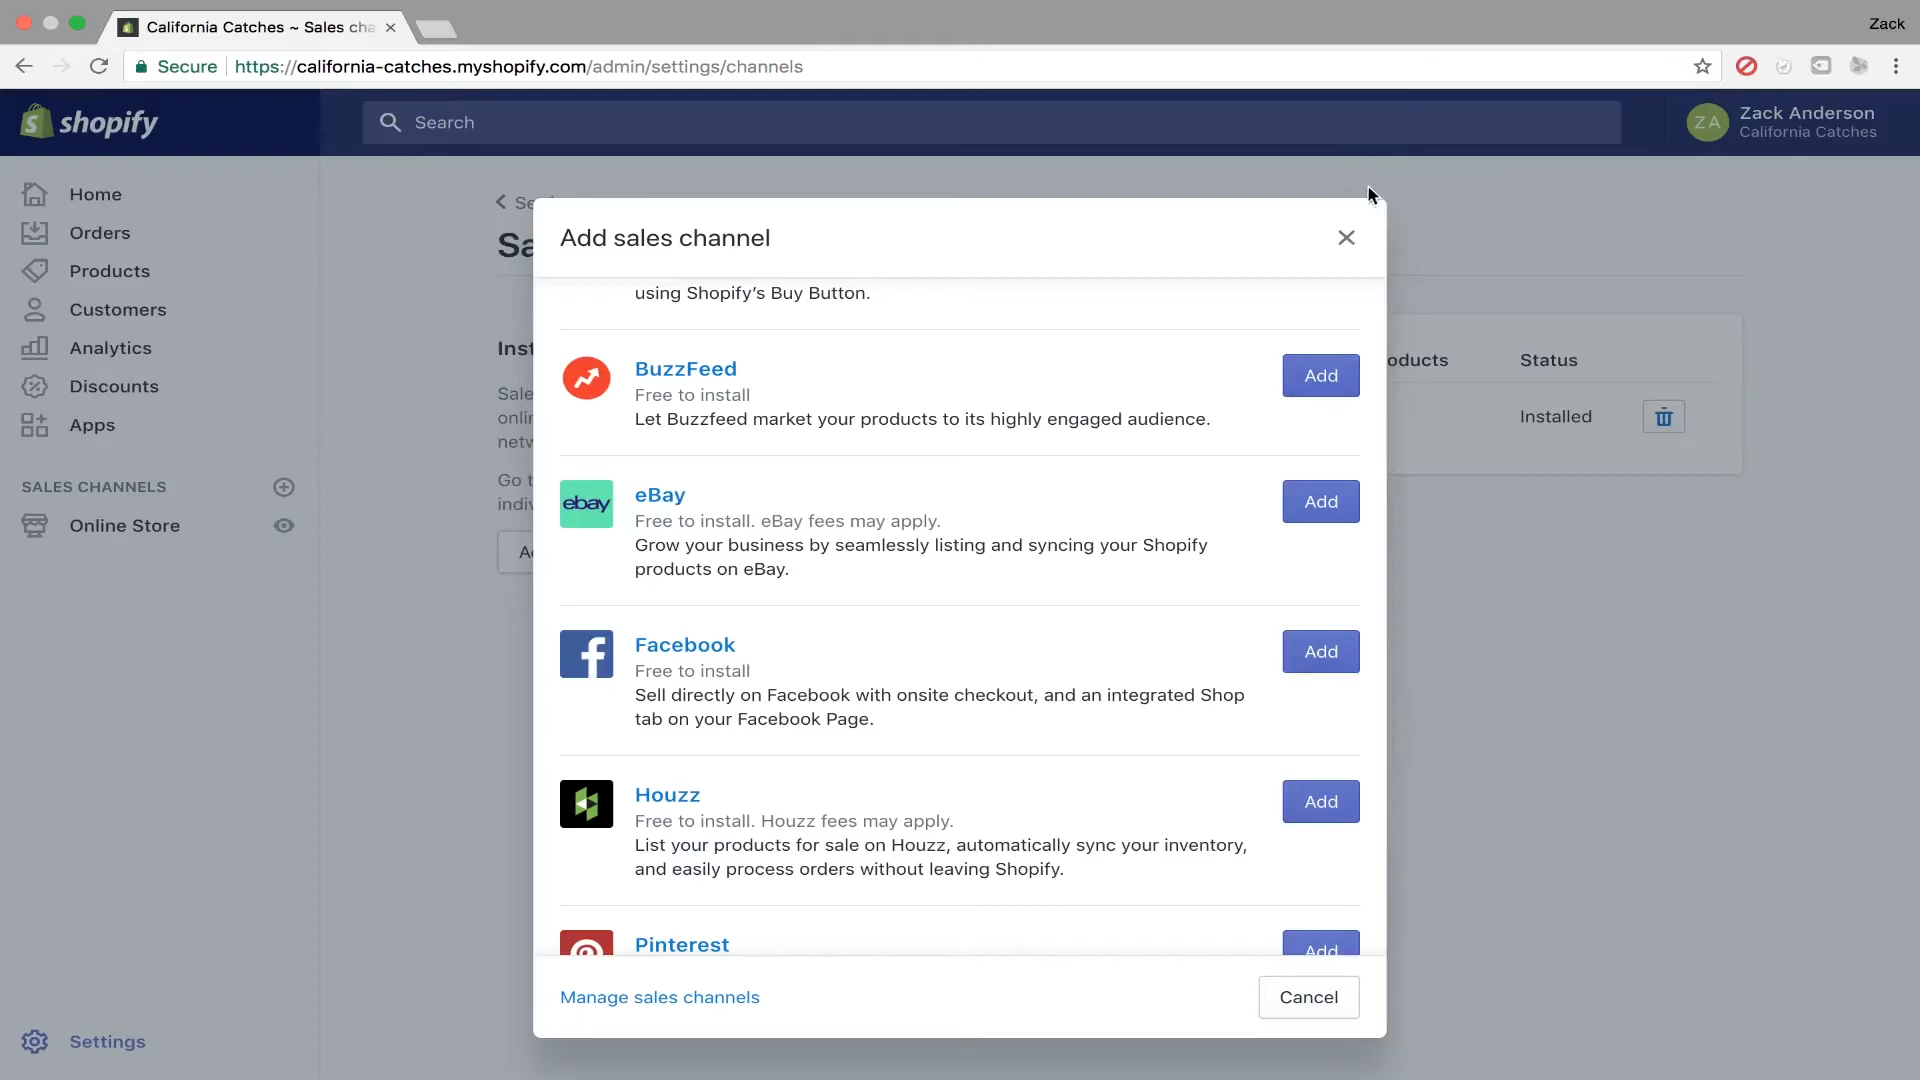 California Catches ~ Sales cha
Zack
Secure
https://california-catches.myshopify.com/admin/settings/channels
shopify
Search
ZA
Zack Anderson
California Catches
Home
Orders
Products
Customers
Analytics
Discounts
Apps
SALES CHANNELS
Online Store
Settings
Add sales channel
using Shopify's Buy Button.
BuzzFeed
Free to install
Let Buzzfeed market your products to its highly engaged audience.
Add
ebay
eBay
Free to install. eBay fees may apply.
Grow your business by seamlessly listing and syncing your Shopify
products on eBay.
Add
Facebook
Free to install
Sell directly on Facebook with onsite checkout, and an integrated Shop
tab on your Facebook Page.
Add
Houzz
Free to install. Houzz fees may apply.
List your products for sale on Houzz, automatically sync your inventory,
and easily process orders without leaving Shopify.
Add
Pinterest
Add
Manage sales channels
Cancel
oducts
Status
Installed